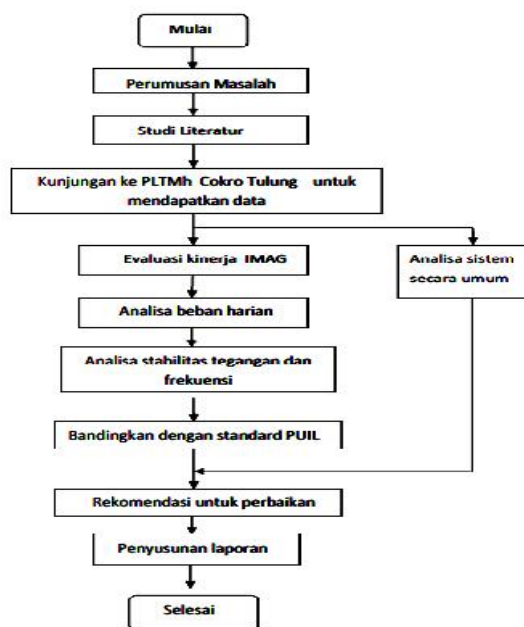 Mulai
Perumusan Masalah
Studi Literatur
Kunjungan ke PLTMh Cokro Tulung untuk
mendapatkan data
Evaluasi kinerja IMAG
Analisa sistem
secara umum
Analisa beban harian
Analisa stabilitas tegangan dan
frekuensi
Bandingkan dengan standard PUIL
Rekomendasi untuk perbaikan
Penyusunan laporan
Selesai